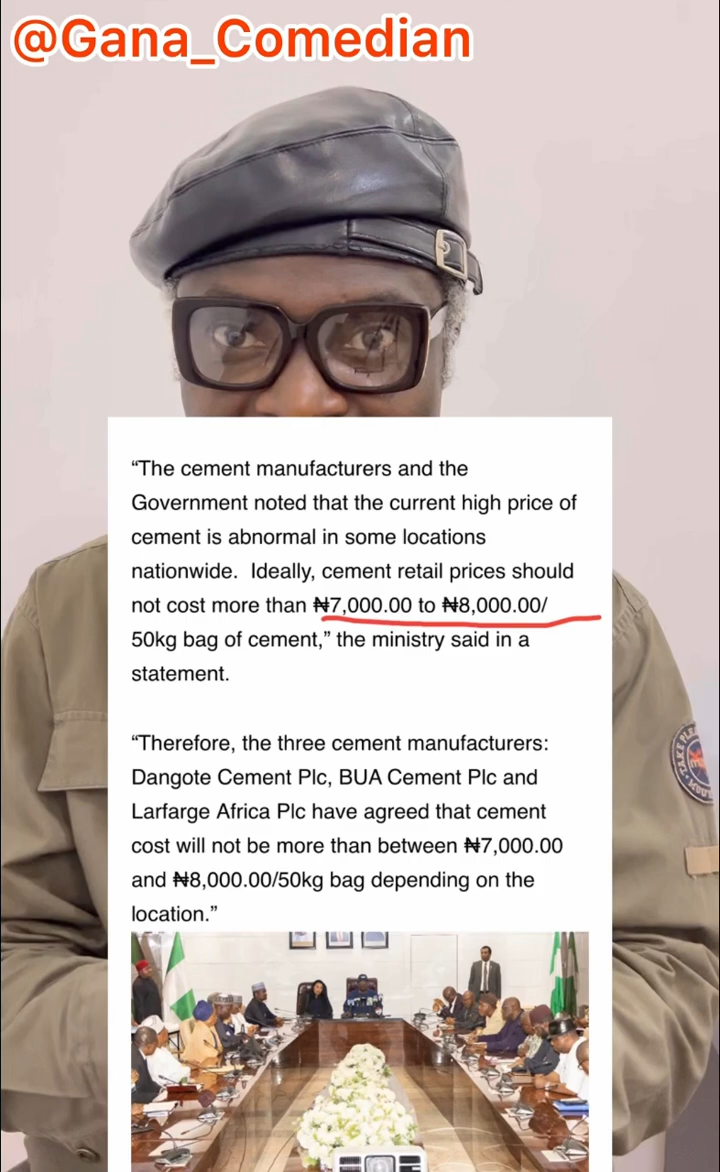 @Gana_Comedian
“The cement manufacturers and the
Government noted that the current high price of
cement is abnormal in some locations
nationwide.  Ideally, cement retail prices should
not cost more than ₦7,000.00 to ₦8,000.00/
50kg bag of cement,” the ministry said in a
statement.
“Therefore, the three cement manufacturers:
Dangote Cement Plc, BUA Cement Plc and
Larfarge Africa Plc have agreed that cement
cost will not be more than between ₦7,000.00
and ₦8,000.00/50kg bag depending on the
location.”